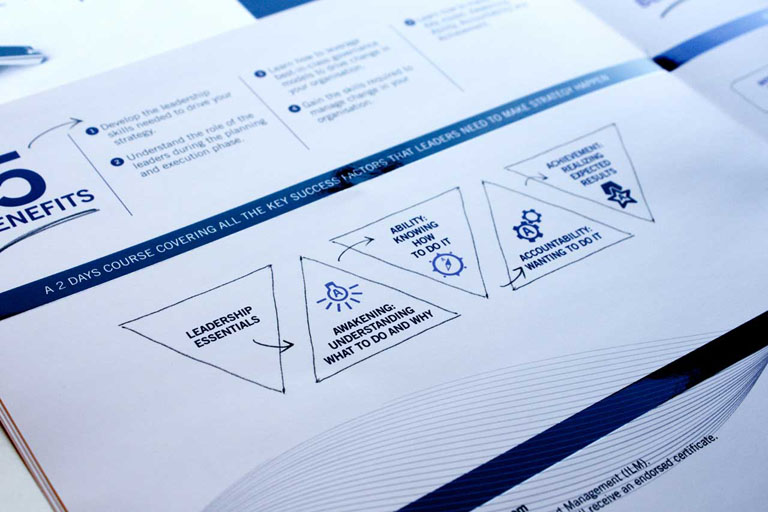 5
BENEFITS
1 Develop the leadership
skills needed to drive your
strategy.
2 Understand the role of the
leaders during the planning
and execution phase.
3 Learn how to leverage
best-in-class governance
models to drive change in
your organisation.
4 Gain the skills required to
manage change in your
organisation.
A 2 DAYS COURSE COVERING ALL THE KEY SUCCESS FACTORS THAT LEADERS NEED TO MAKE STRATEGY HAPPEN
LEADERSHIP
ESSENTIALS
A
AWAKENING:
UNDERSTANDING
WHAT TO DO AND WHY
ABILITY:
KNOWING
HOW
TO DO IT
A
ACCOUNTABILITY:
WANTING TO DO IT
ACHIEVEMENT:
REALIZING
EXPECTED
RESULTS
Management (ILM).
receive an endorsed certificate.